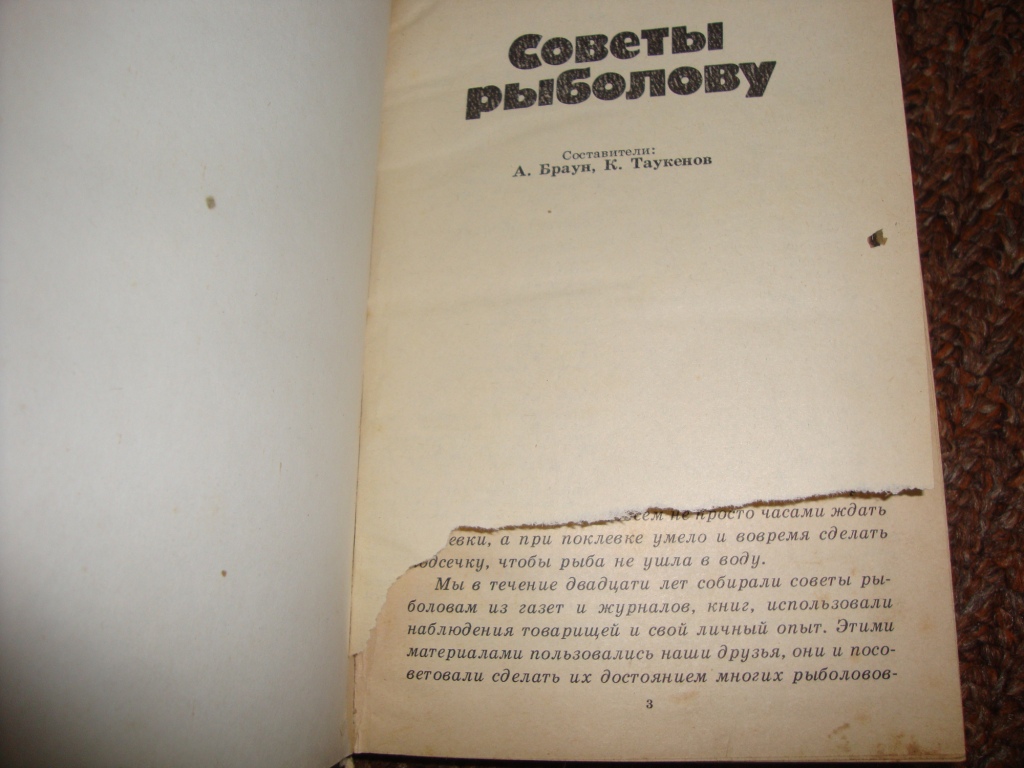 Советы
рыболову
Составители:
А. Браун, К. Таукенов
не просто часами ждать
а при поклевке умело и вовремя сделать
подсечку, чтобы рыба не ушла в воду.
Мы в течение двадцати лет собирали советы ры-
боловам из газет и журналов, книг, использовали
наблюдения товарищей и свой личный опыт. Этими
материалами пользовались наши друзья, они и посо-
ветовали сделать их достоянием многих рыболовов-
3